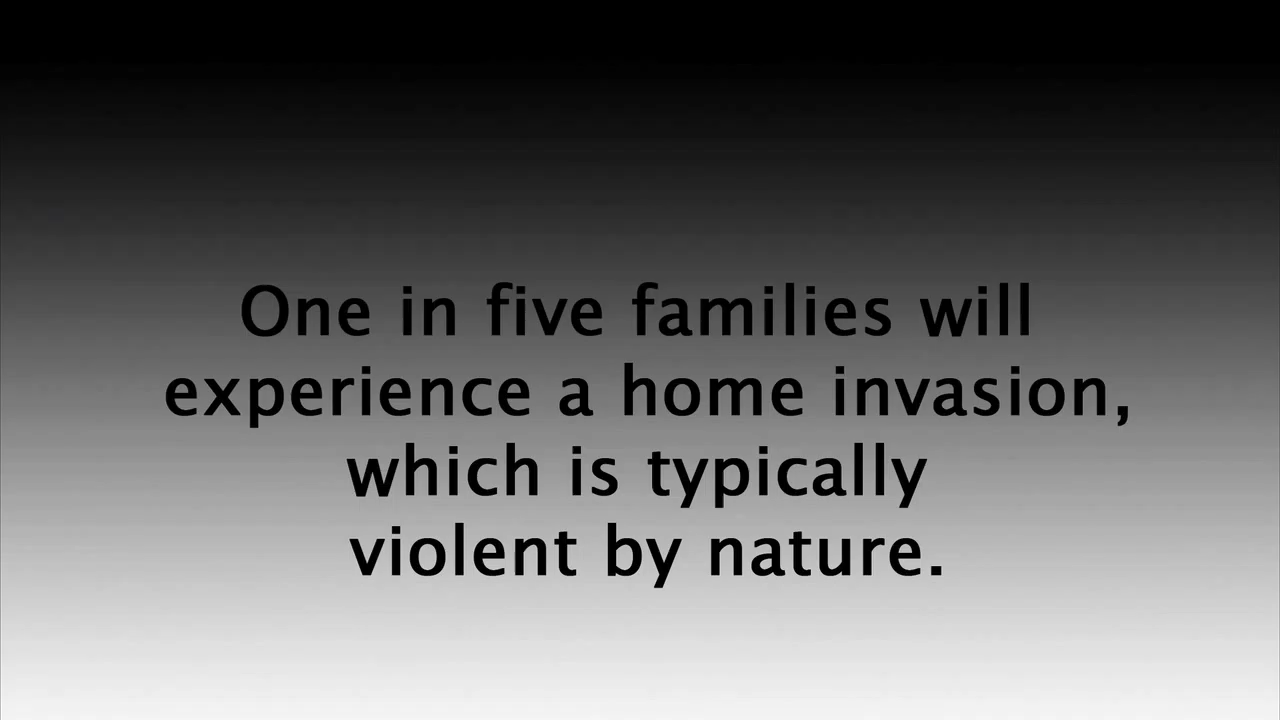 One in five families will
experience a home invasion,
which is typically
violent by nature.